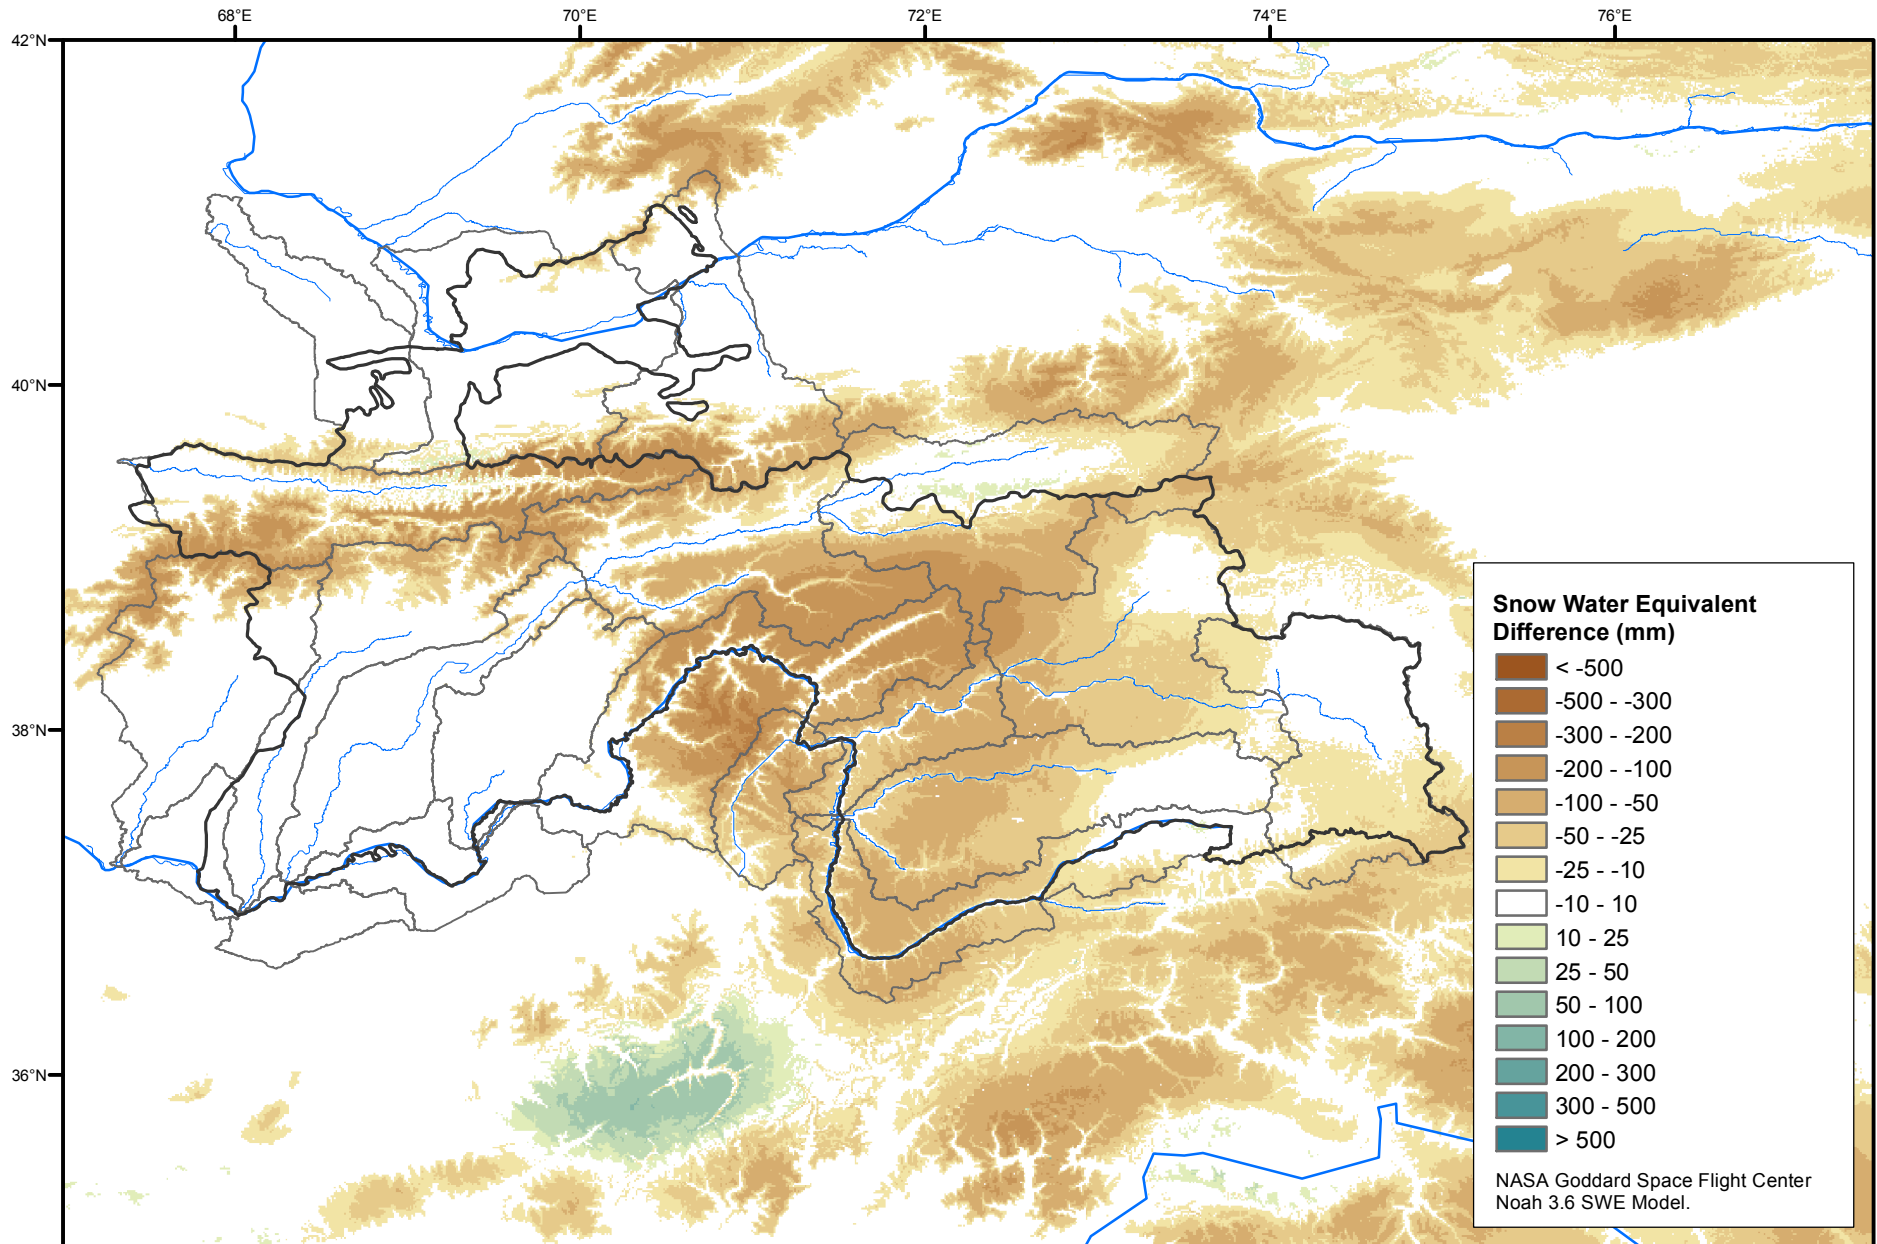 68°E
70°E
72°E
74°E
76°E
42°N
40°N
38°N
36°N
Snow Water Equivalent
Difference (mm)
< -500
-500 - -300
-300 - -200
-200 - -100
-100 - -50
-50 - -25
-25 - -10
-10 - 10
10 - 25
25 - 50
50 - 100
100 - 200
200 - 300
300 - 500
> 500
NASA Goddard Space Flight Center
Noah 3.6 SWE Model.